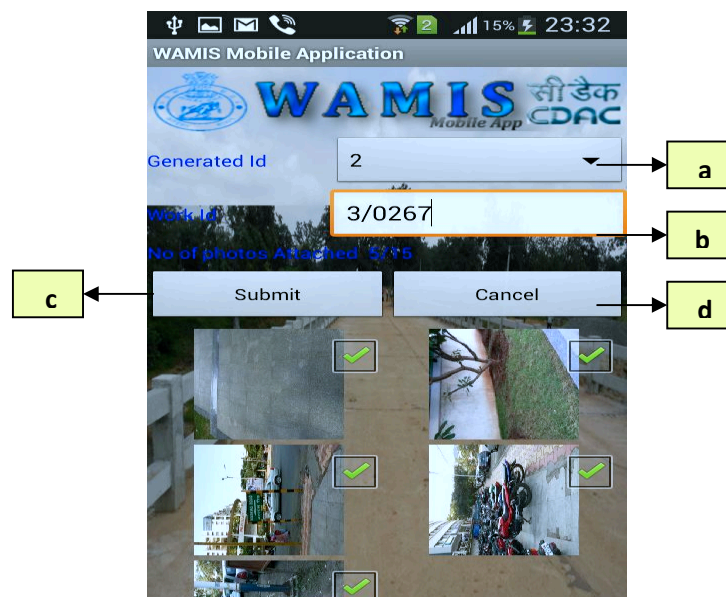 2 15% 23:32
WAMIS Mobile Application
WAMIS
Mobile App
सी डैक
CDAC
Generated Id 2
a
Work Id 3/0267
b
No of photos Attached 5/15
c
Submit Cancel
d